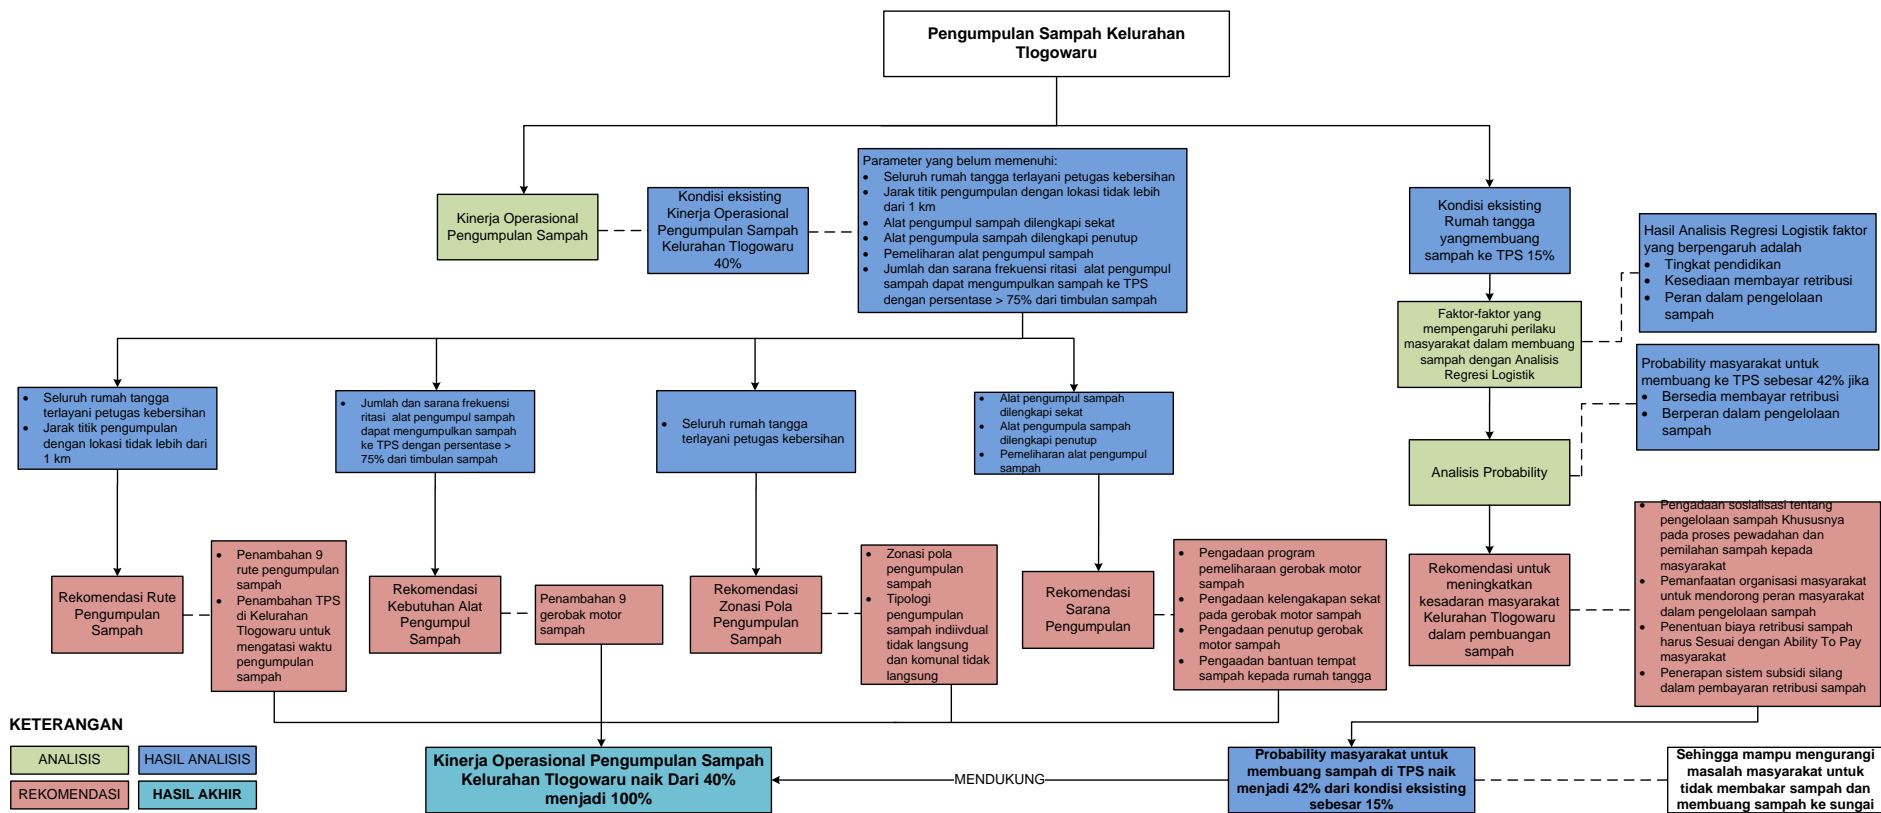 Pengumpulan Sampah Kelurahan
Tlogowaru
Kinerja Operasional
Pengumpulan Sampah
Kondisi eksisting
Kinerja Operasional
Pengumpulan Sampah
Kelurahan Tlogowaru
40%
Parameter yang belum memenuhi:
• Seluruh rumah tangga terlayani petugas kebersihan
• Jarak titik pengumpulan dengan lokasi tidak lebih
dari 1 km
• Alat pengumpul sampah dilengkapi sekat
• Alat pengumpula sampah dilengkapi penutup
• Pemeliharan alat pengumpul sampah
• Jumlah dan sarana frekuensi ritasi alat pengumpul
sampah dapat mengumpulkan sampah ke TPS
dengan persentase > 75% dari timbulan sampah
Kondisi eksisting
Rumah tangga
yangmembuang
sampah ke TPS 15%
Hasil Analisis Regresi Logistik faktor
yang berpengaruh adalah
• Tingkat pendidikan
• Kesediaan membayar retribusi
• Peran dalam pengelolaan
sampah
Faktor-faktor yang
mempengaruhi perilaku
masyarakat dalam membuang
sampah dengan Analisis
Regresi Logistik
Probability masyarakat untuk
membuang ke TPS sebesar 42% jika
• Bersedia membayar retribusi
• Berperan dalam pengelolaan
sampah
Analisis Probability
• Seluruh rumah tangga
terlayani petugas kebersihan
• Jarak titik pengumpulan
dengan lokasi tidak lebih dari
1 km
• Jumlah dan sarana frekuensi
ritasi alat pengumpul sampah
dapat mengumpulkan sampah
ke TPS dengan persentase >
75% dari timbulan sampah
• Seluruh rumah tangga
terlayani petugas kebersihan
• Alat pengumpul sampah
dilengkapi sekat
• Alat pengumpula sampah
dilengkapi penutup
• Pemeliharan alat pengumpul
sampah
Rekomendasi Rute
Pengumpulan
Sampah
• Penambahan 9
rute pengumpulan
sampah
• Penambahan TPS
di Kelurahan
Tlogowaru untuk
mengatasi waktu
pengumpulan
sampah
Rekomendasi
Kebutuhan Alat
Pengumpul
Sampah
Penambahan 9
gerobak motor
sampah
Rekomendasi
Zonasi Pola
Pengumpulan
Sampah
• Zonasi pola
pengumpulan
sampah
• Tipologi
pengumpulan
sampah indiivdual
tidak langsung
dan komunal tidak
langsung
Rekomendasi
Sarana
Pengumpulan
• Pengadaan program
pemeliharaan gerobak motor
sampah
• Pengadaan kelengkapan sekat
pada gerobak motor sampah
• Pengadaan penutup gerobak
motor sampah
• Pengaadan bantuan tempat
sampah kepada rumah tangga
Rekomendasi untuk
meningkatkan
kesadaran masyarakat
Kelurahan Tlogowaru
dalam pembuangan
sampah
• Pengadaan sosialisasi tentang
pengelolaan sampah Khususnya
pada proses pewadahan dan
pemilahan sampah kepada
masyarakat
• Pemanfaatan organisasi masyarakat
untuk mendorong peran masyarakat
dalam pengelolaan sampah
• Penentuan biaya retribusi sampah
harus Sesuai dengan Ability To Pay
masyarakat
• Penerapan sistem subsidi silang
dalam pembayaran retribusi sampah
KETERANGAN
ANALISIS
HASIL ANALISIS
REKOMENDASI
HASIL AKHIR
Kinerja Operasional Pengumpulan Sampah
Kelurahan Tlogowaru naik Dari 40%
menjadi 100%
MENDUKUNG
Probability masyarakat untuk
membuang sampah di TPS naik
menjadi 42% dari kondisi eksisting
sebesar 15%
Sehingga mampu mengurangi
masalah masyarakat untuk
tidak membakar sampah dan
membuang sampah ke sungai